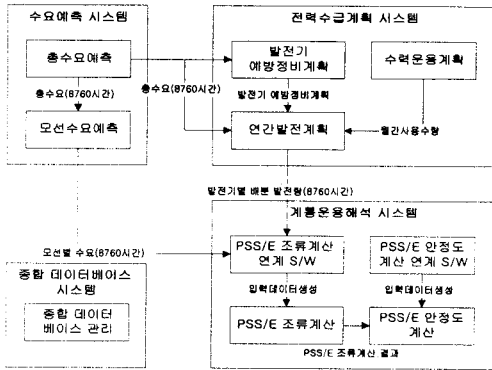 수요예측 시스템
총수요예측
총수요(8760시간)
모선수요예측
전력수급계획 시스템
발전기
예방정비계획
수력운용계획
총수요(8760시간)
발전기 예방정비계획
연간발전계획
월간사용수량
발전기별 배분 발전량(8760시간)
계통운용해석 시스템
모선별 수요(8760시간)
PSS/E 조류계산
연계 S/W
PSS/E 안정도
계산 연계 S/W
입력데이터생성
입력데이터생성
PSS/E 조류계산
PSS/E 안정도
계산
PSS/E 조류계산 결과
종합 데이터베이스
시스템
종합 데이터
베이스 관리